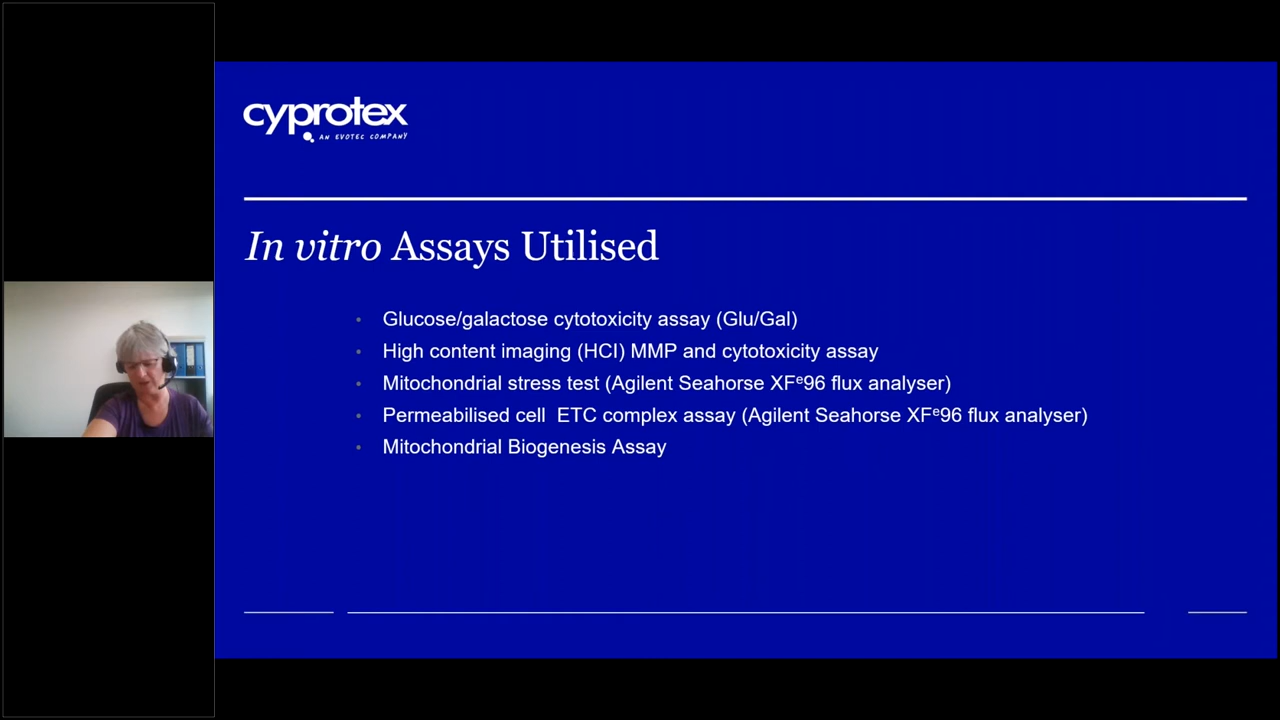 cyprotex
AN EVOTEC COMPANY
In vitro Assays Utilised
• Glucose/galactose cytotoxicity assay (Glu/Gal)
• High content imaging (HCI) MMP and cytotoxicity assay
• Mitochondrial stress test (Agilent Seahorse XFᵉ96 flux analyser)
• Permeabilised cell  ETC complex assay (Agilent Seahorse XFᵉ96 flux analyser)
• Mitochondrial Biogenesis Assay